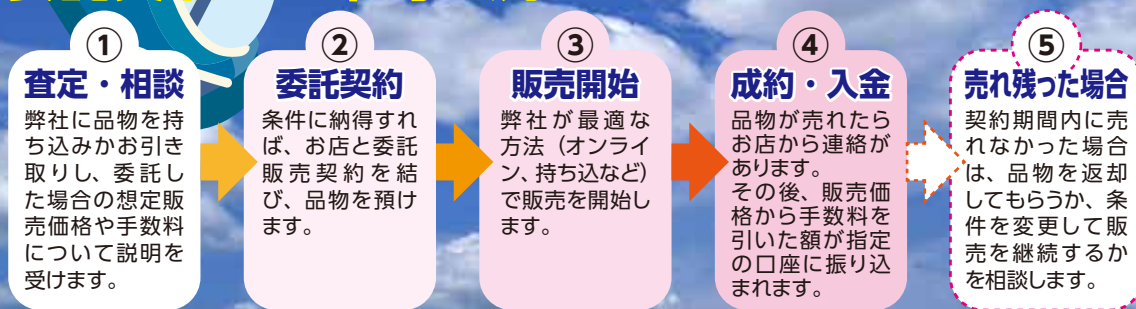 ①
査定・相談
弊社に品物を持
ち込みかお引き
取りし、委託し
た場合の想定販
売価格や手数料
について説明を
受けます。
②
委託契約
条件に納得すれ
ば、お店と委託
販売契約を結
び、品物を預け
ます。
③
販売開始
弊社が最適な
方法（オンライ
ン、持ち込など）
で販売を開始し
ます。
④
成約・入金
品物が売れたら
お店から連絡が
あります。
その後、販売価
格から手数料を
引いた額が指定
の口座に振り込
まれます。
⑤
売れ残った場合
契約期間内に売
れなかった場合
は、品物を返却
してもらうか、条
件を変更して販
売を継続するか
を相談します。